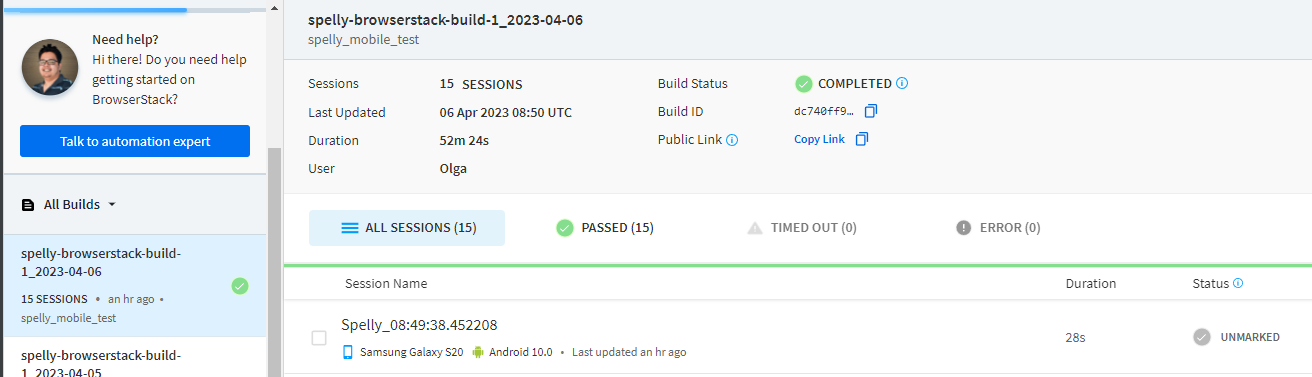 Need help?
Hi there! Do you need help
getting started on
BrowserStack?
Talk to automation expert
All Builds
spelly-browserstack-build-
1_2023-04-06
15 SESSIONS • an hr ago •
spelly_mobile_test
spelly-browserstack-build-
1_2023-04-05
spelly-browserstack-build-1_2023-04-06
spelly_mobile_test
Sessions 15 SESSIONS
Last Updated 06 Apr 2023 08:50 UTC
Duration 52m 24s
User Olga
Build Status COMPLETED
Build ID dc740ff9…
Public Link Copy Link
ALL SESSIONS (15) PASSED (15) TIMED OUT (0) ERROR (0)
Session Name Duration Status
Spelly_08:49:38.452208 28s UNMARKED
Samsung Galaxy S20 Android 10.0 • Last updated an hr ago